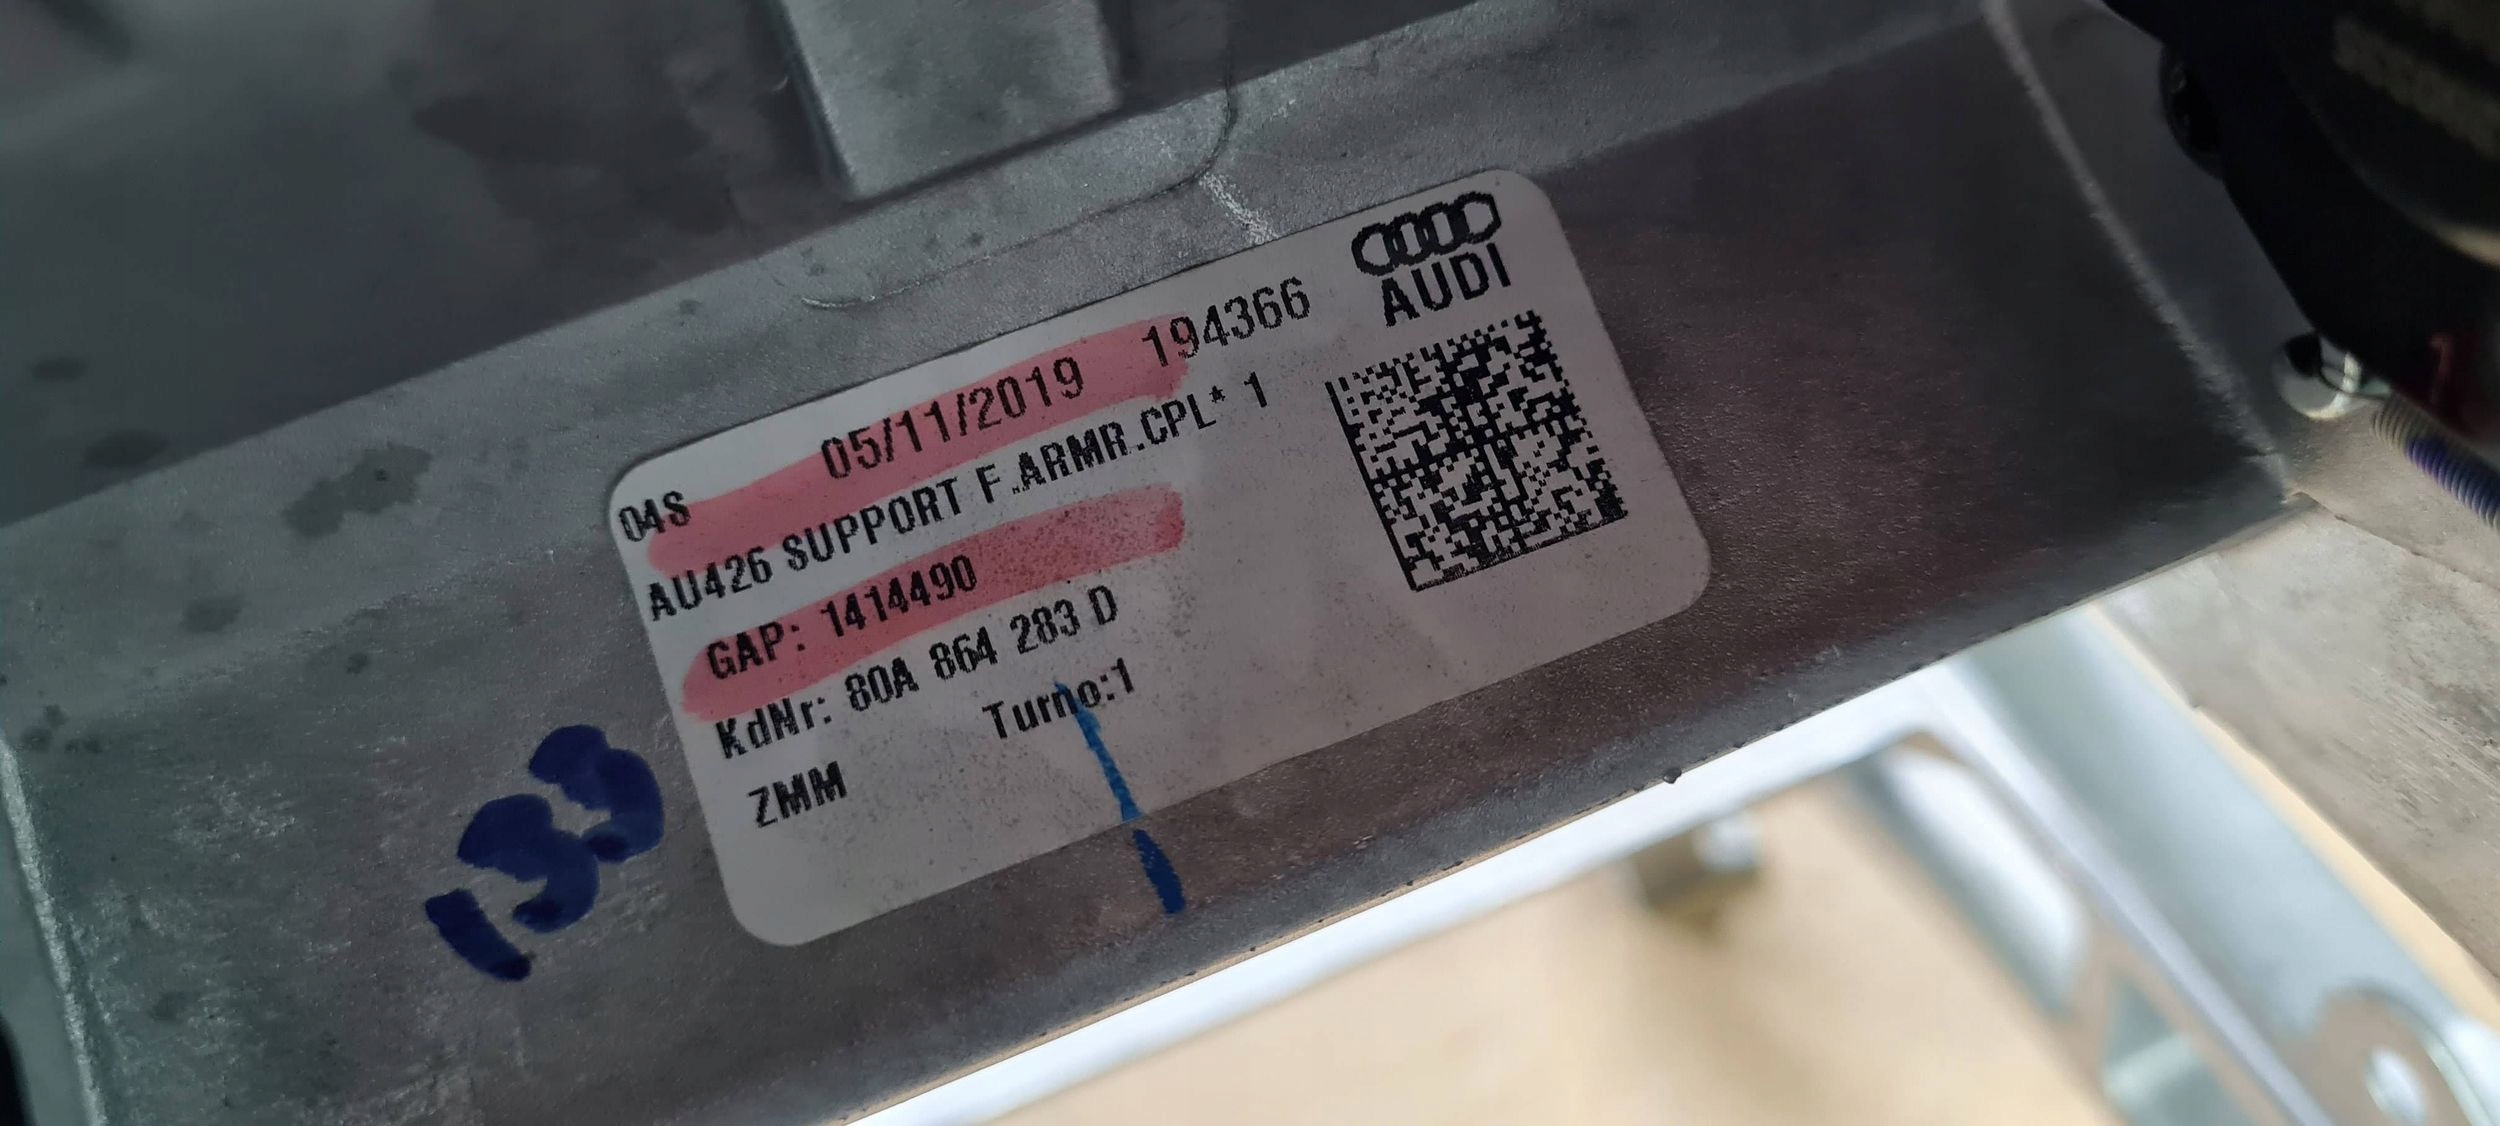 AUDI
04S 05/11/2019 194366
AU426 SUPPORT F.ARMR.CPL* 1
GAP: 1414490
KdNr: 80A 864 283 D
ZMM Turno:1
133